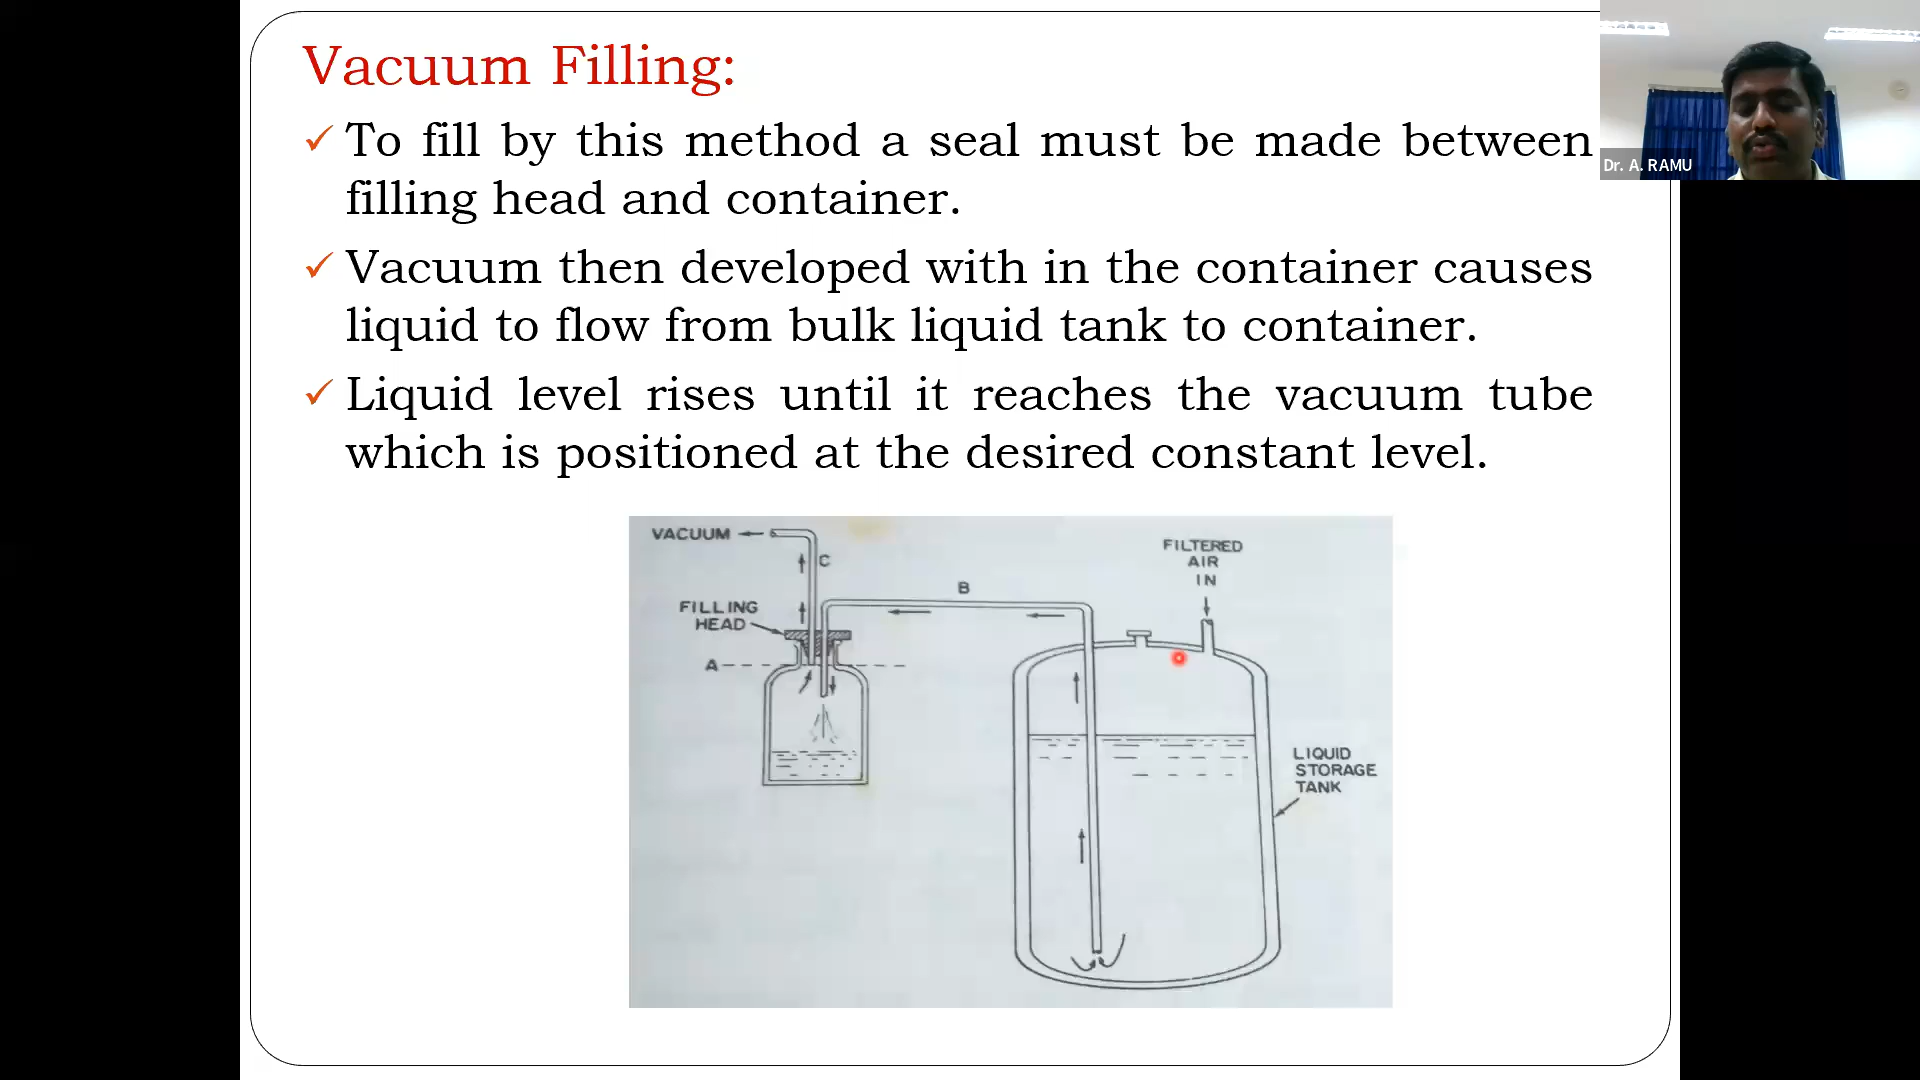 Vacuum Filling:
To fill by this method a seal must be made between
filling head and container.
Vacuum then developed with in the container causes
liquid to flow from bulk liquid tank to container.
Liquid level rises until it reaches the vacuum tube
which is positioned at the desired constant level.
Dr. A. RAMU
VACUUM
C
FILTERED
AIR
IN
B
FILLING
HEAD
A
LIQUID
STORAGE
TANK